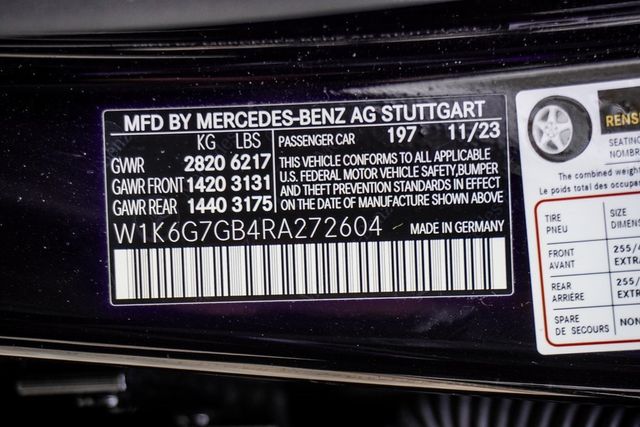 MFD BY MERCEDES-BENZ AG STUTTGART
KG LBS
GVWR 2820 6217
GAWR FRONT 1420 3131
GAWR REAR 1440 3175
PASSENGER CAR 197 11/23
THIS VEHICLE CONFORMS TO ALL APPLICABLE
U.S. FEDERAL MOTOR VEHICLE SAFETY,BUMPER
AND THEFT PREVENTION STANDARDS IN EFFECT
ON THE DATE OF MANUFACTURE SHOWN ABOVE
W1K6G7GB4RA272604 MADE IN GERMANY
RENS
SEATING
NOMBR
The combined weight
Le poids total des occupa
TIRE SIZE
PNEU DIMENS
FRONT 255/4
AVANT EXTRA
REAR 255/
ARRIÈRE EXTR
SPARE NON
DE SECOURS